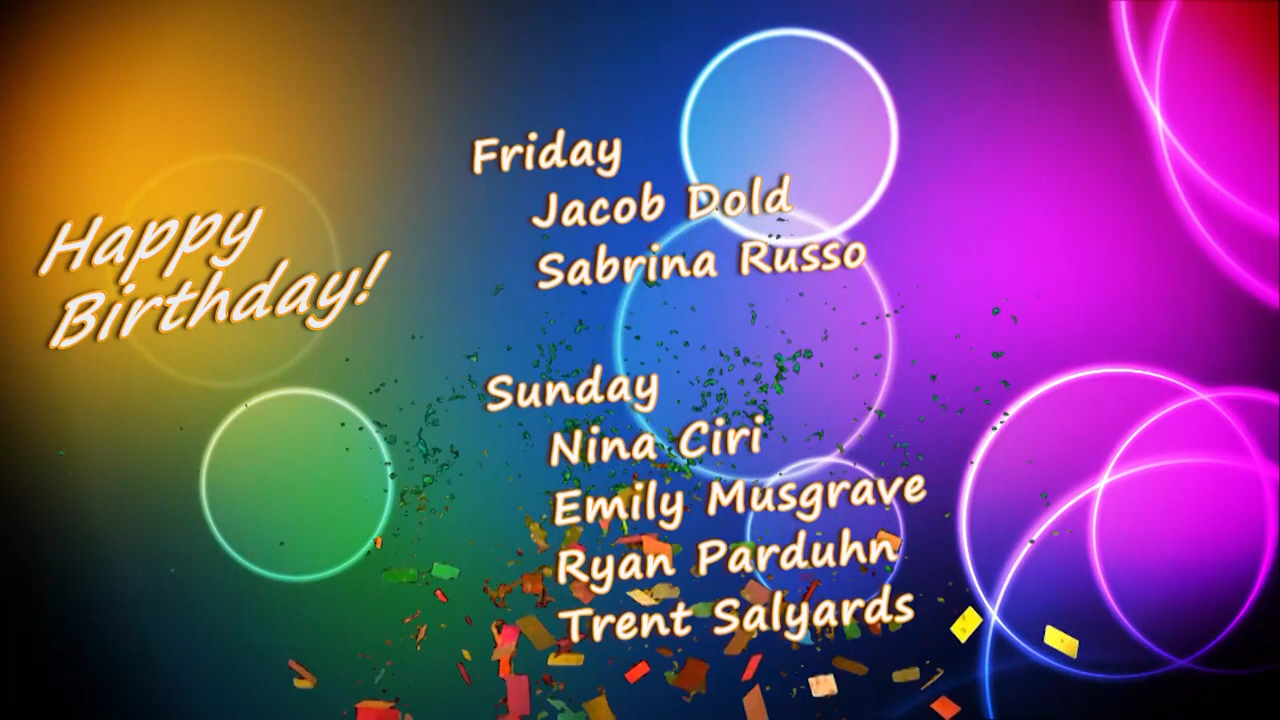 Happy
Birthday!
Friday
Jacob Dold
Sabrina Russo
Sunday
Nina Ciri
Emily Musgrave
Ryan Parduhn
Trent Salyards